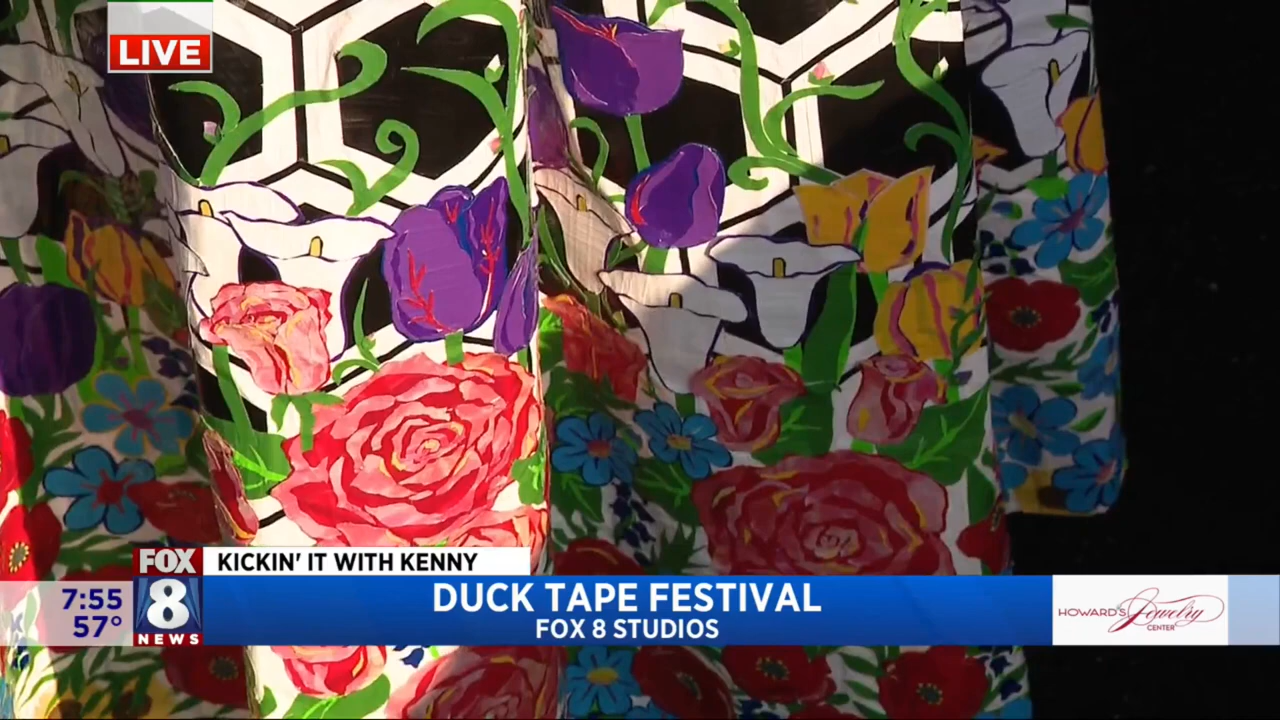 LIVE
FOX
8
NEWS
KICKIN' IT WITH KENNY
7:55
57°
DUCK TAPE FESTIVAL
FOX 8 STUDIOS
HOWARD'S Jewelry
CENTER